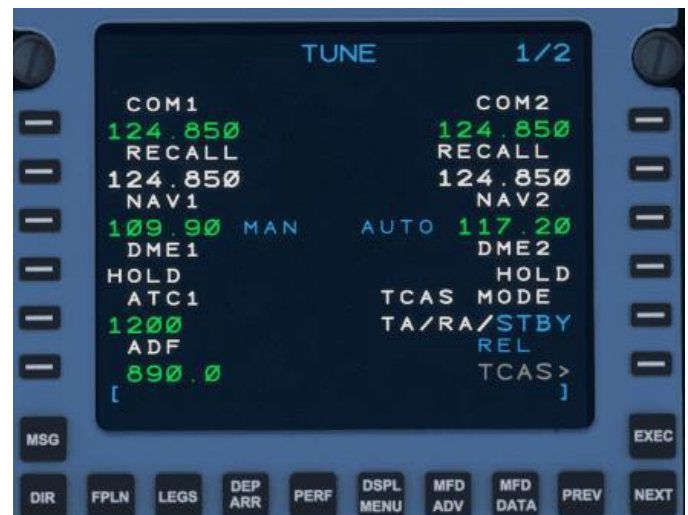 TUNE 1/2
COM1 COM2
124.850 124.850
RECALL RECALL
124.850 124.850
NAV1 NAV2
109.90 MAN AUTO 117.20
DME1 DME2
HOLD HOLD
ATC1 TCAS MODE
1200 TA/RA/STBY
ADF REL
890.0 TCAS>
[ ]
MSG EXEC
DIR FPLN LEGS DEP ARR PERF DSPL MENU MFD ADV MFD DATA PREV NEXT